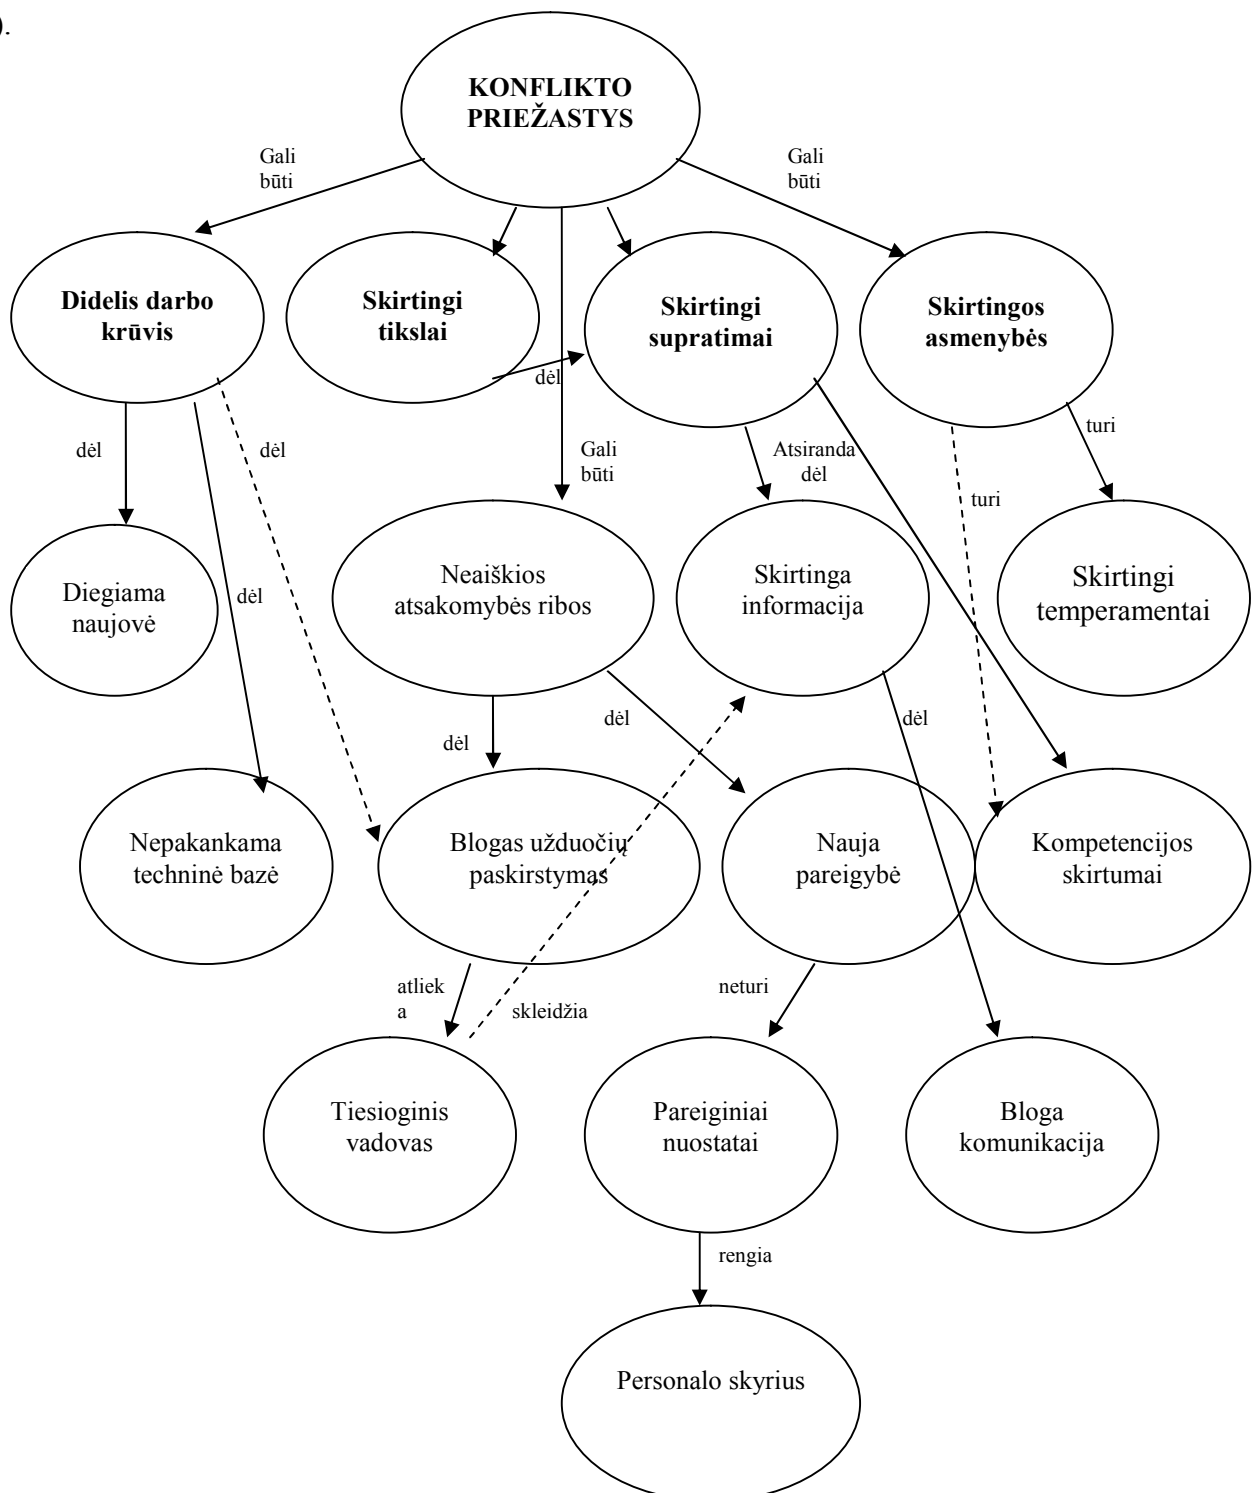 ).
KONFLIKTO
PRIEŽASTYS
Gali
būti
Gali
būti
Didelis darbo
krūvis
Skirtingi
tikslai
Skirtingi
supratimai
Skirtingos
asmenybės
dėl
dėl
dėl
Gali
būti
Atsiranda
dėl
turi
turi
Diegiama
naujovė
dėl
Neaiškios
atsakomybės ribos
Skirtinga
informacija
Skirtingi
temperamentai
dėl
dėl
dėl
Nepakankama
techninė bazė
Blogas užduočių
paskirstymas
Nauja
pareigybė
Kompetencijos
skirtumai
atliek
a
skleidžia
neturi
Tiesioginis
vadovas
Pareiginiai
nuostatai
Bloga
komunikacija
rengia
Personalo skyrius